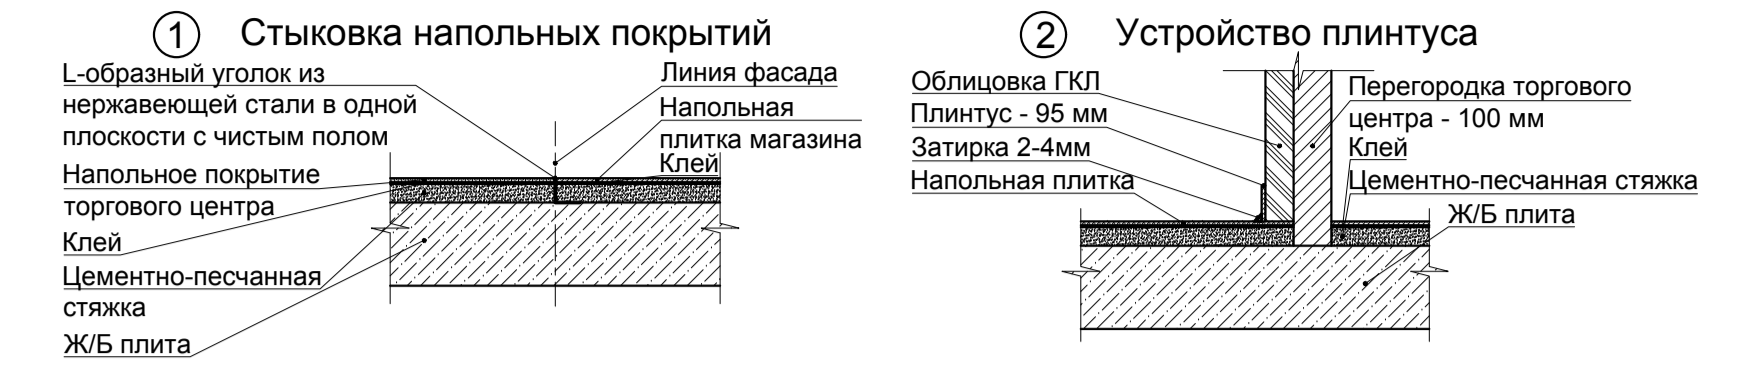 1 Стыковка напольных покрытий
L-образный уголок из
нержавеющей стали в одной
плоскости с чистым полом
Напольное покрытие
торгового центра
Клей
Цементно-песчанная
стяжка
Ж/Б плита
Линия фасада
Напольная
плитка магазина
Клей
2 Устройство плинтуса
Облицовка ГКЛ
Плинтус - 95 мм
Затирка 2-4мм
Напольная плитка
Перегородка торгового
центра - 100 мм
Клей
Цементно-песчанная стяжка
Ж/Б плита